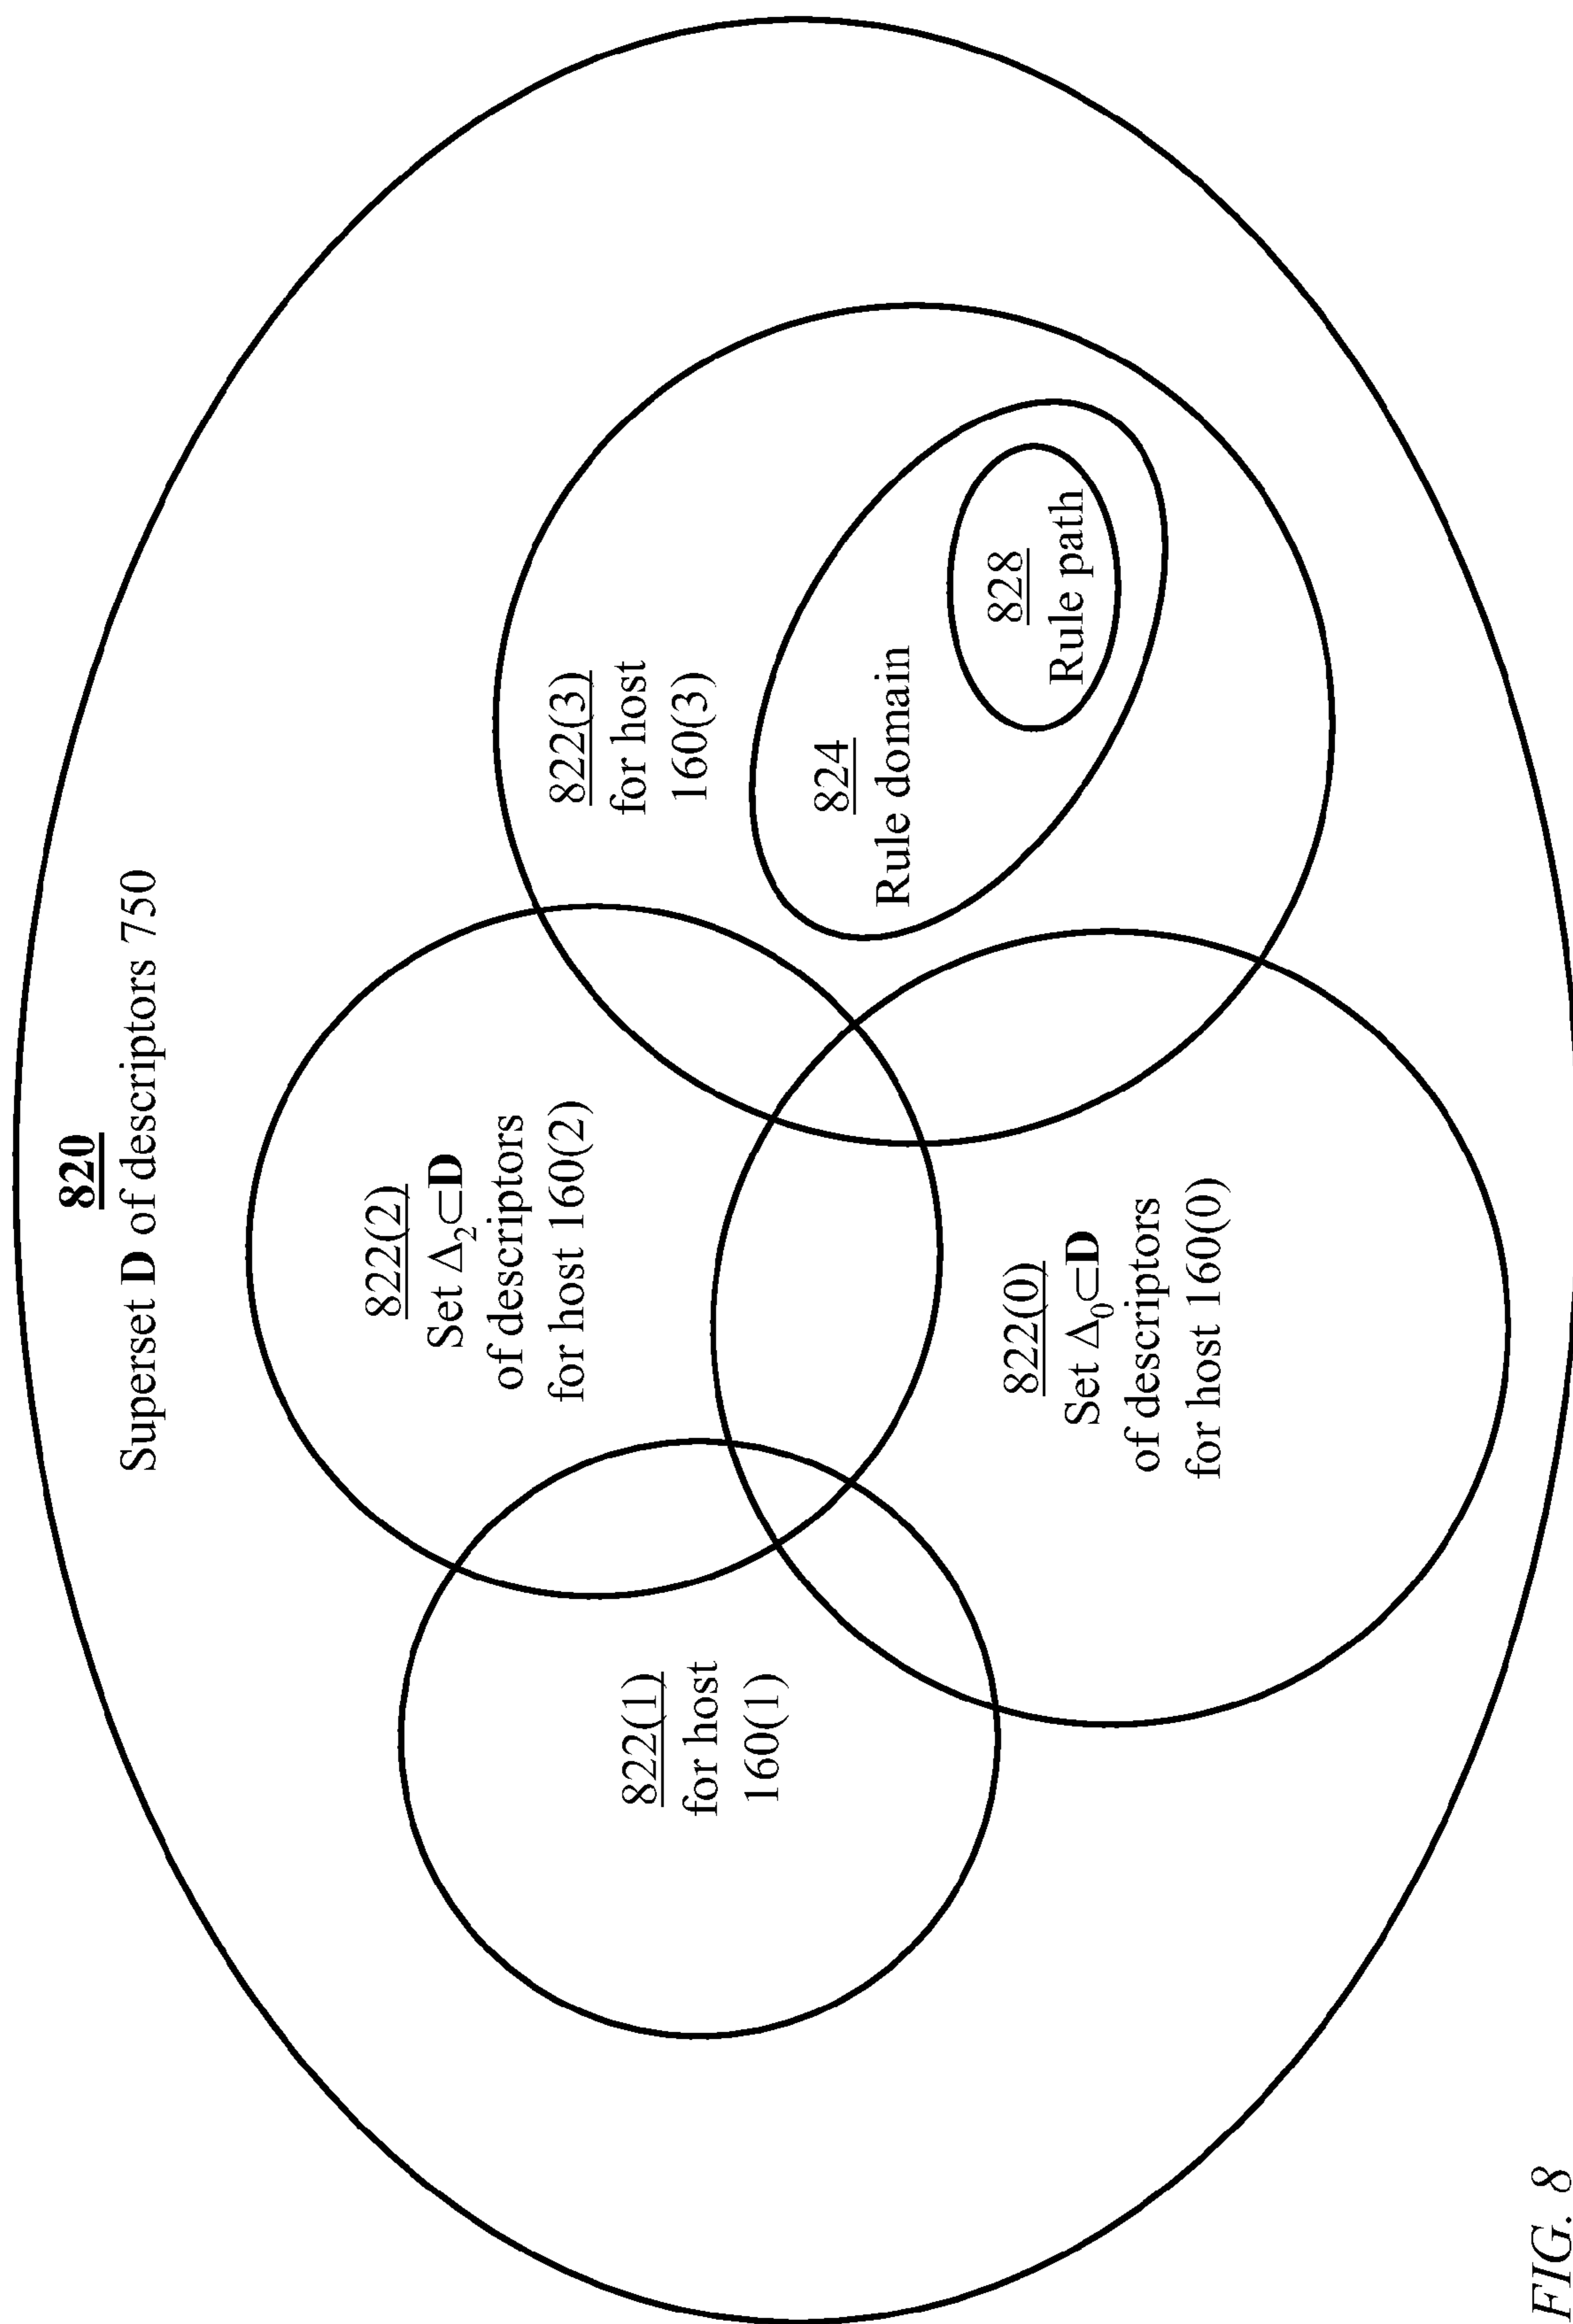 820
Superset D of descriptors 750
822(2)
Set Δ₂⊂D
of descriptors
for host 160(2)
822(1)
for host
160(1)
822(3)
for host
160(3)
824
Rule domain
828
Rule path
822(0)
Set Δ₀⊂D
of descriptors
for host 160(0)
FIG. 8